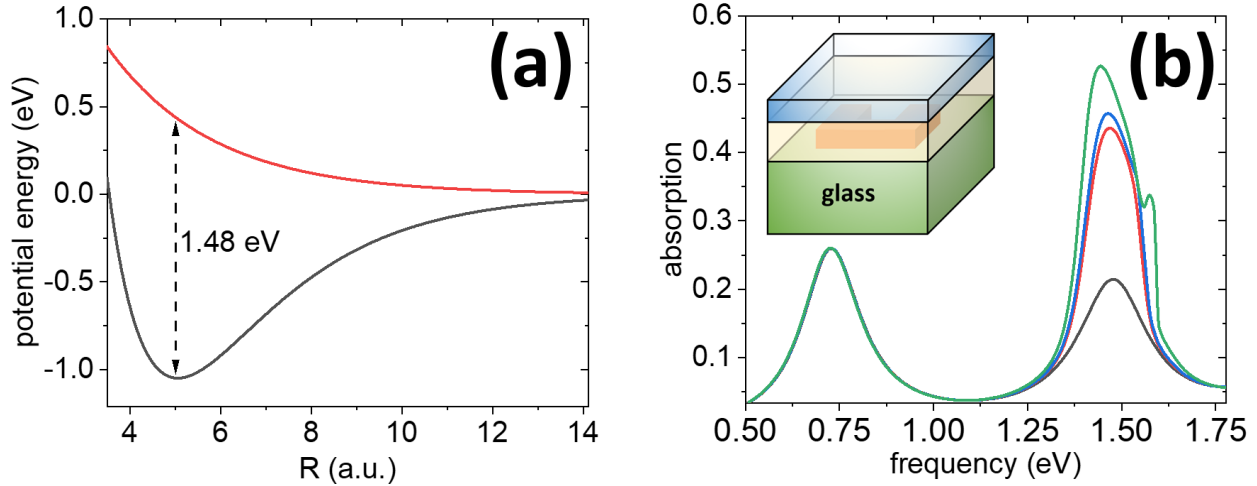 (a)
1.0
0.5
0.0
-0.5
-1.0
potential energy (eV)
1.48 eV
4
6
8
10
12
14
R (a.u.)
(b)
0.6
0.5
0.4
0.3
0.2
0.1
absorption
glass
0.50
0.75
1.00
1.25
1.50
1.75
frequency (eV)